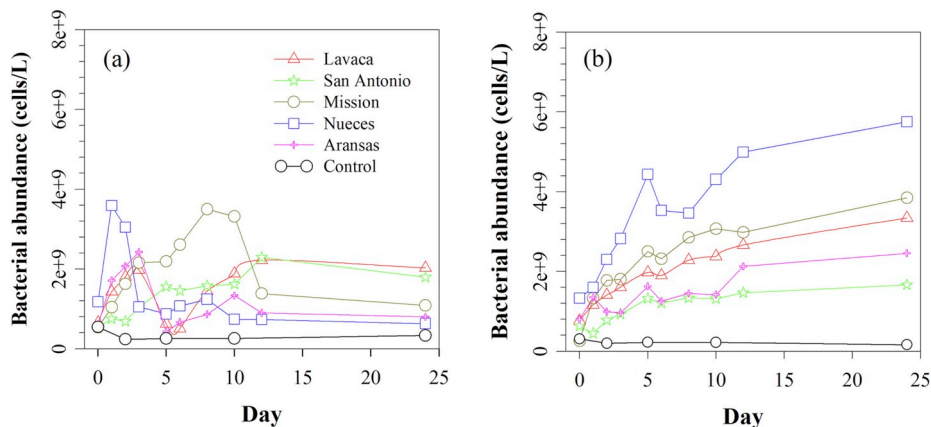 Bacterial abundance (cells/L)
0 2e+9 4e+9 6e+9 8e+9
(a)
Lavaca
San Antonio
Mission
Nueces
Aransas
Control
0 5 10 15 20 25
Day
Bacterial abundance (cells/L)
0 2e+9 4e+9 6e+9 8e+9
(b)
0 5 10 15 20 25
Day